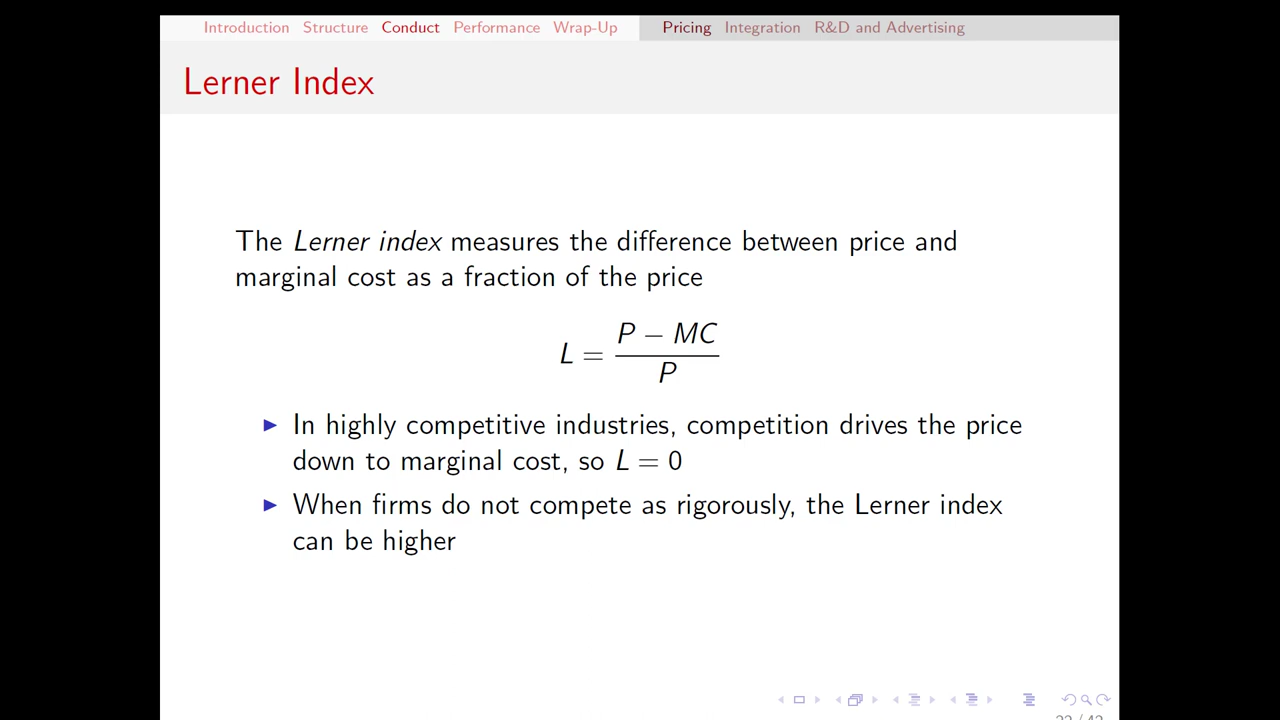 Introduction Structure Conduct Performance Wrap-Up Pricing Integration R&D and Advertising
Lerner Index
The Lerner index measures the difference between price and
marginal cost as a fraction of the price
L = (P − MC) / P
In highly competitive industries, competition drives the price
down to marginal cost, so L = 0
When firms do not compete as rigorously, the Lerner index
can be higher